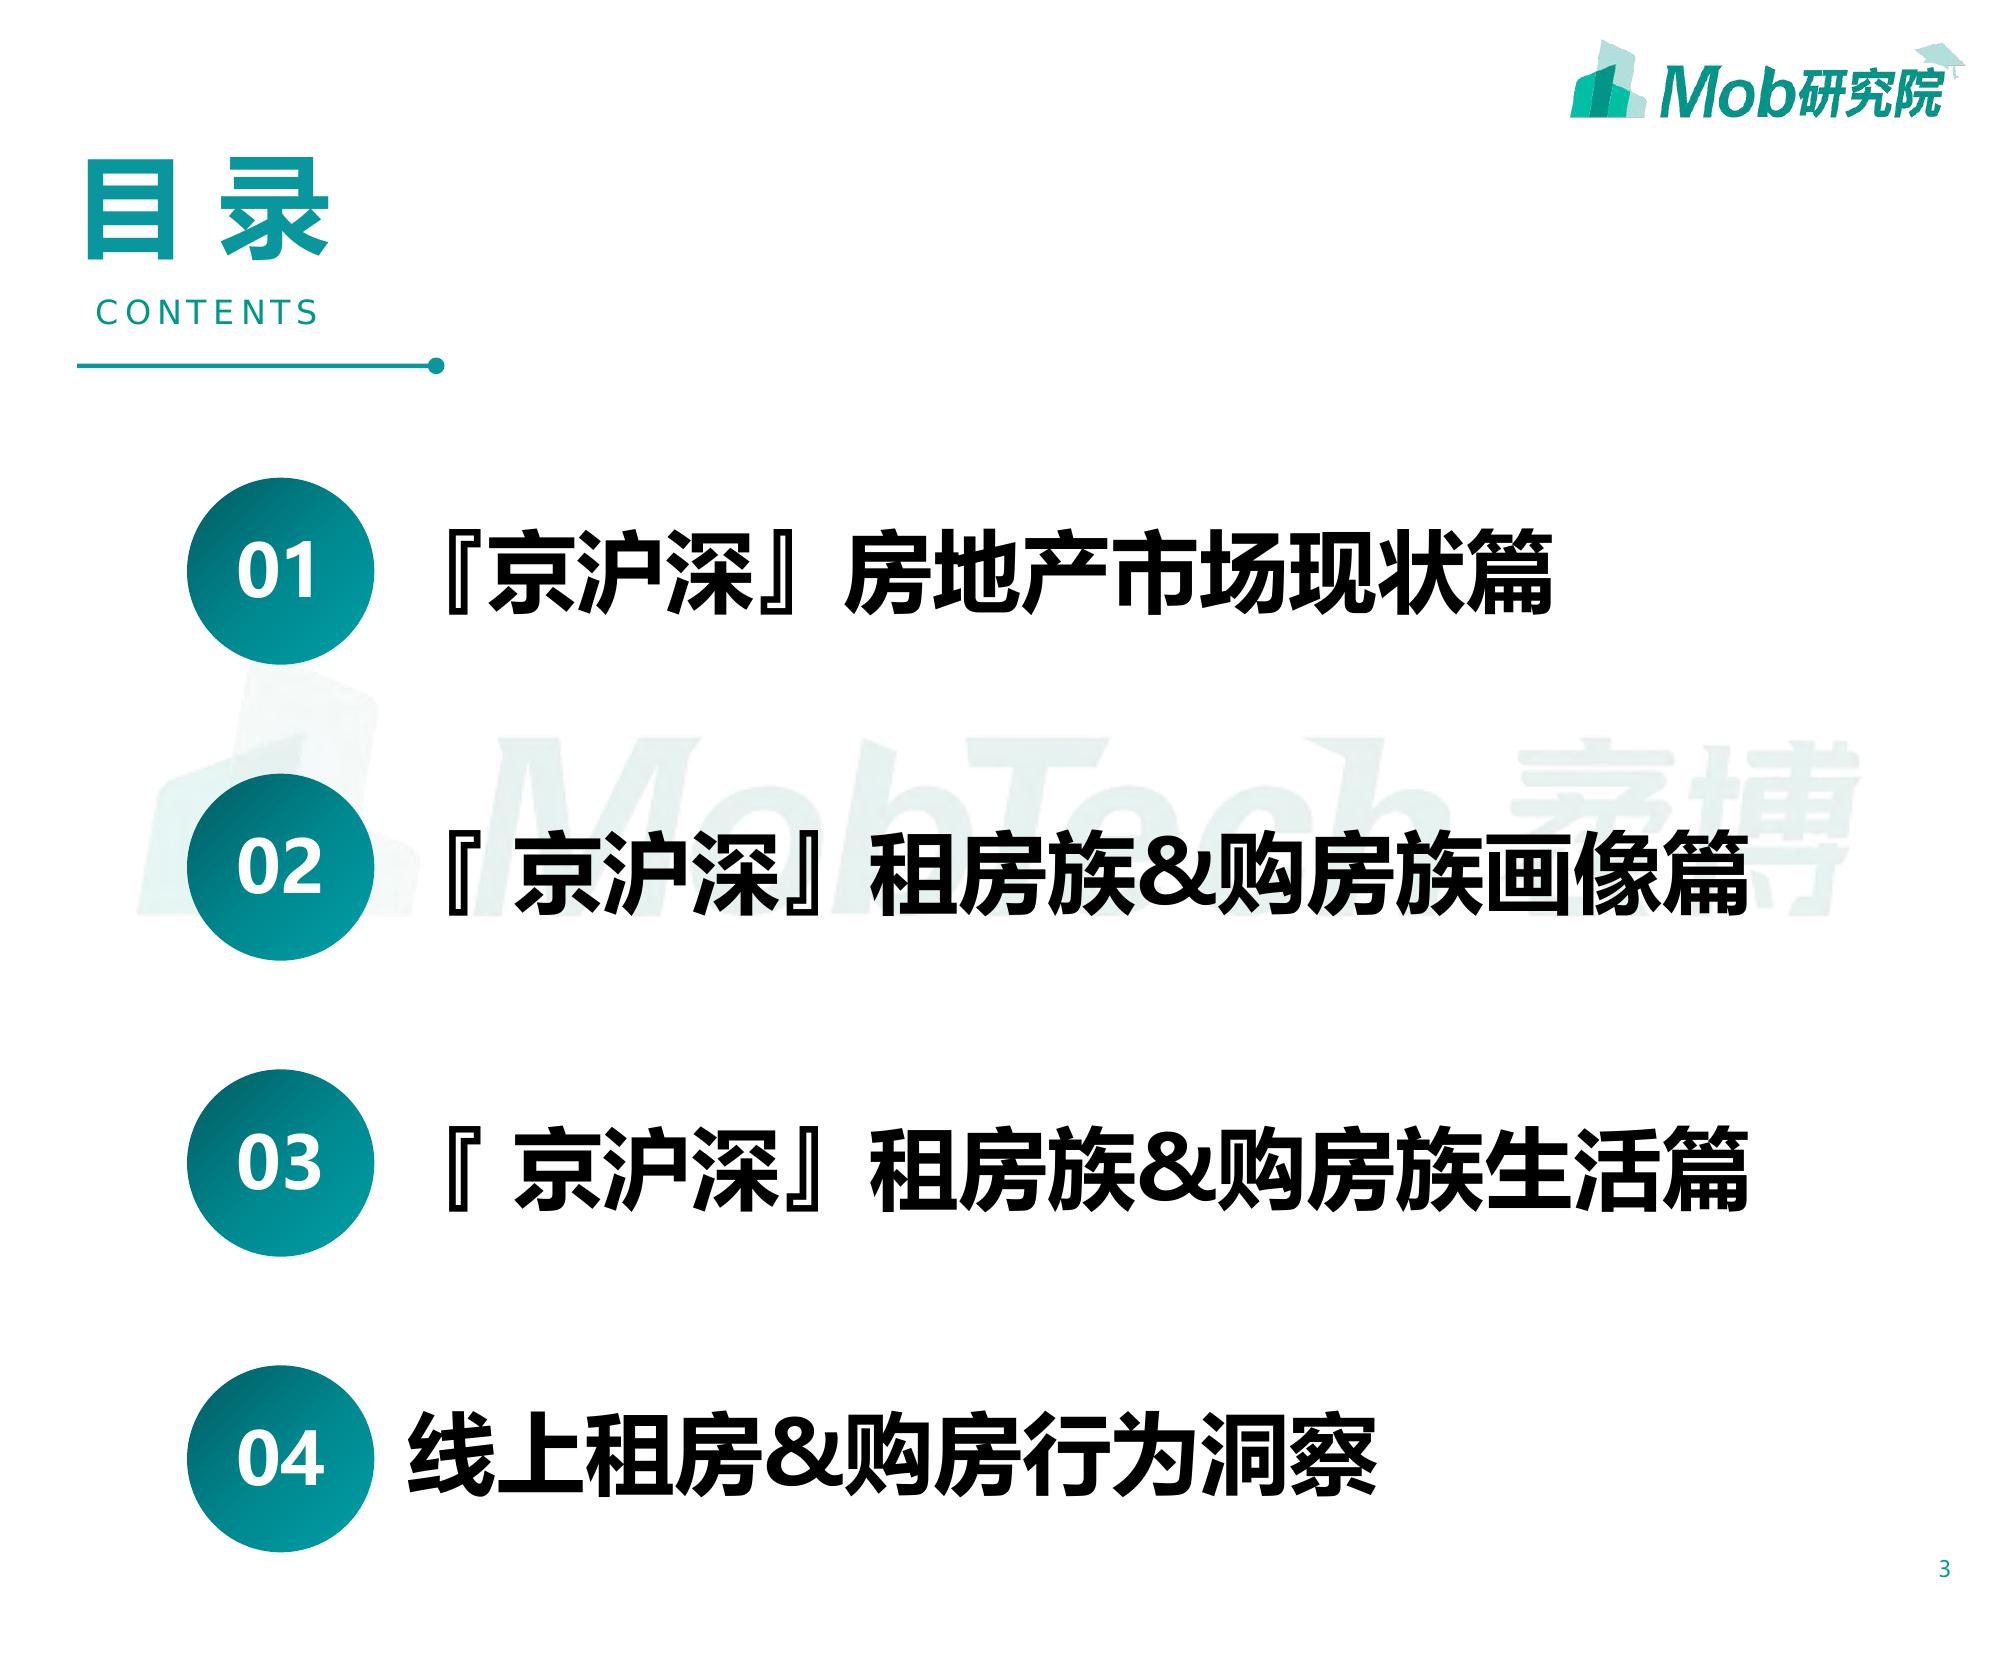 Mob研究院
目录
CONTENTS
01 『京沪深』房地产市场现状篇
MobTech 袤博
02 『 京沪深』租房族&购房族画像篇
03 『 京沪深』租房族&购房族生活篇
04 线上租房&购房行为洞察
3